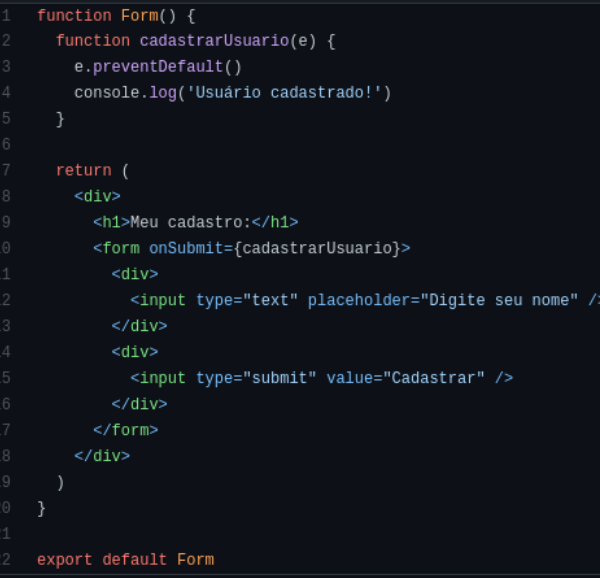 1 function Form() {
2 function cadastrarUsuario(e) {
3 e.preventDefault()
4 console.log('Usuário cadastrado!')
5 }
6
7 return (
8 <div>
9 <h1>Meu cadastro:</h1>
0 <form onSubmit={cadastrarUsuario}>
1 <div>
2 <input type="text" placeholder="Digite seu nome" />
3 </div>
4 <div>
5 <input type="submit" value="Cadastrar" />
6 </div>
7 </form>
8 </div>
9 )
20 }
21
22 export default Form